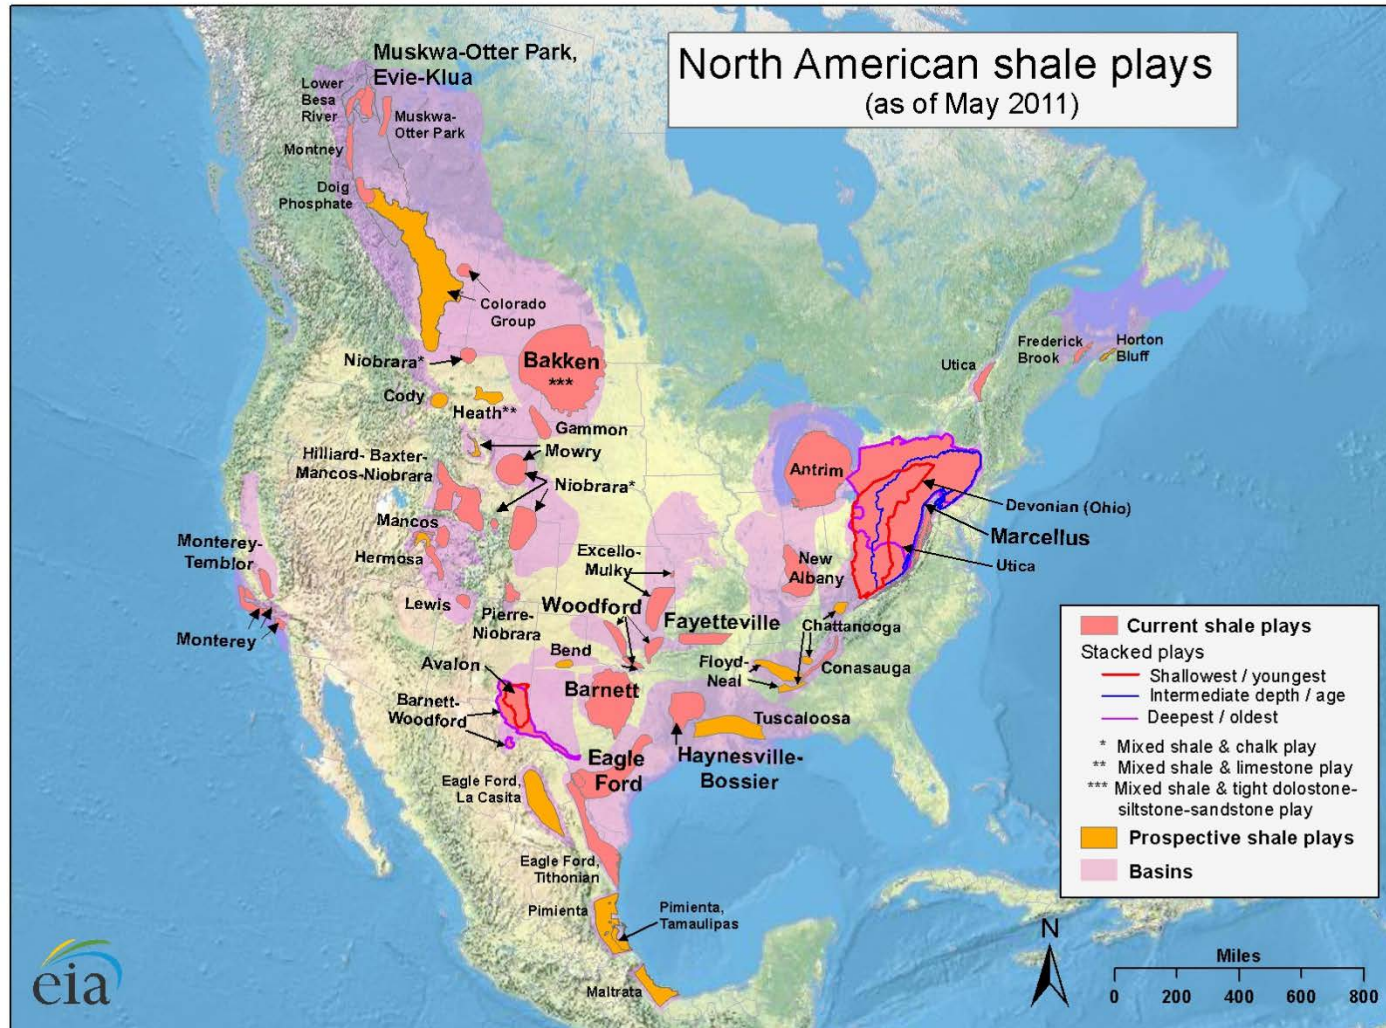 North American shale plays
(as of May 2011)
Muskwa-Otter Park,
Evie-Klua
Lower
Besa
River
Muskwa-
Otter Park
Montney
Doig
Phosphate
Colorado
Group
Niobrara*
Bakken
***
Cody
Heath**
Gammon
Mowry
Hilliard- Baxter-
Mancos-Niobrara
Niobrara*
Antrim
Utica
Frederick
Brook
Horton
Bluff
Devonian (Ohio)
Marcellus
Utica
Mancos
Hermosa
Monterey-
Temblor
Monterey
Lewis
Pierre-
Niobrara
Excello-
Mulky
New
Albany
Woodford
Fayetteville
Chattanooga
Bend
Floyd-
Neal
Conasauga
Avalon
Barnett
Barnett-
Woodford
Tuscaloosa
Eagle
Ford
Haynesville-
Bossier
Eagle Ford,
La Casita
Eagle Ford,
Tithonian
Pimienta
Pimienta,
Tamaulipas
Maltrata
Current shale plays
Stacked plays
Shallowest / youngest
Intermediate depth / age
Deepest / oldest
* Mixed shale & chalk play
** Mixed shale & limestone play
*** Mixed shale & tight dolostone-
siltstone-sandstone play
Prospective shale plays
Basins
N
Miles
0 200 400 600 800
eia